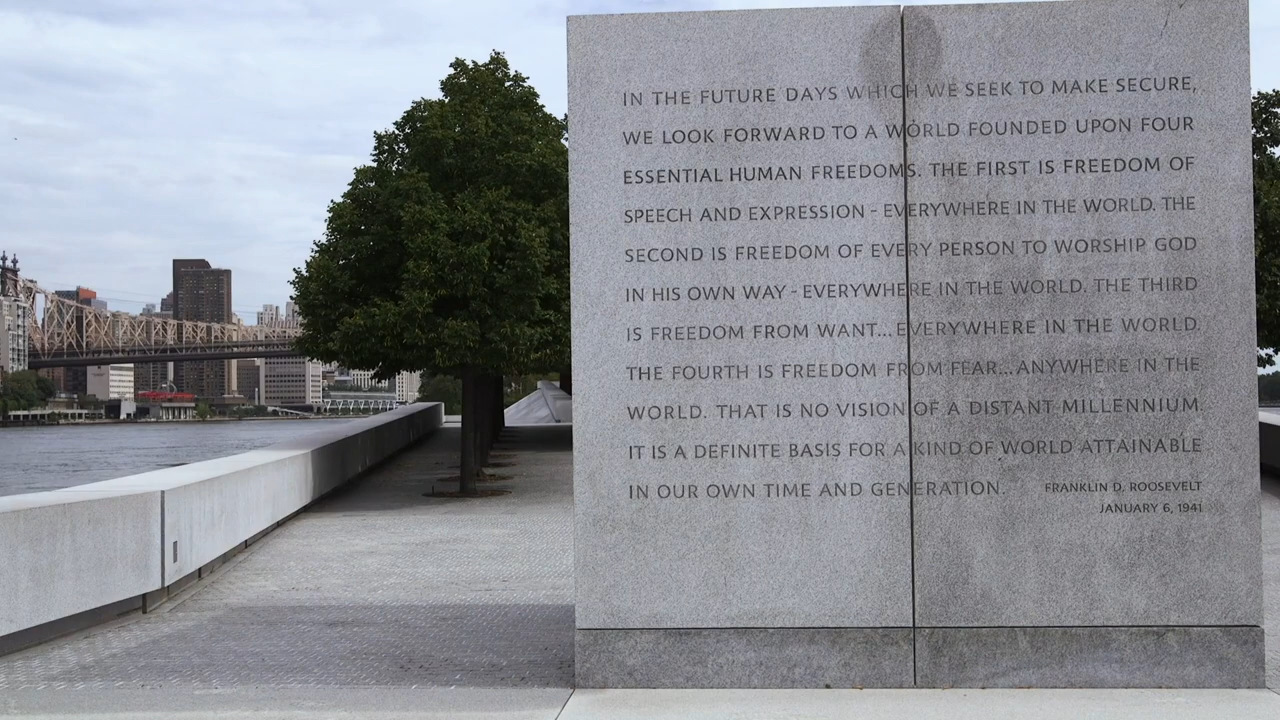 IN THE FUTURE DAYS WHICH WE SEEK TO MAKE SECURE,
WE LOOK FORWARD TO A WORLD FOUNDED UPON FOUR
ESSENTIAL HUMAN FREEDOMS. THE FIRST IS FREEDOM OF
SPEECH AND EXPRESSION - EVERYWHERE IN THE WORLD. THE
SECOND IS FREEDOM OF EVERY PERSON TO WORSHIP GOD
IN HIS OWN WAY - EVERYWHERE IN THE WORLD. THE THIRD
IS FREEDOM FROM WANT... EVERYWHERE IN THE WORLD.
THE FOURTH IS FREEDOM FROM FEAR... ANYWHERE IN THE
WORLD. THAT IS NO VISION OF A DISTANT MILLENNIUM.
IT IS A DEFINITE BASIS FOR A KIND OF WORLD ATTAINABLE
IN OUR OWN TIME AND GENERATION. FRANKLIN D. ROOSEVELT
JANUARY 6, 1941